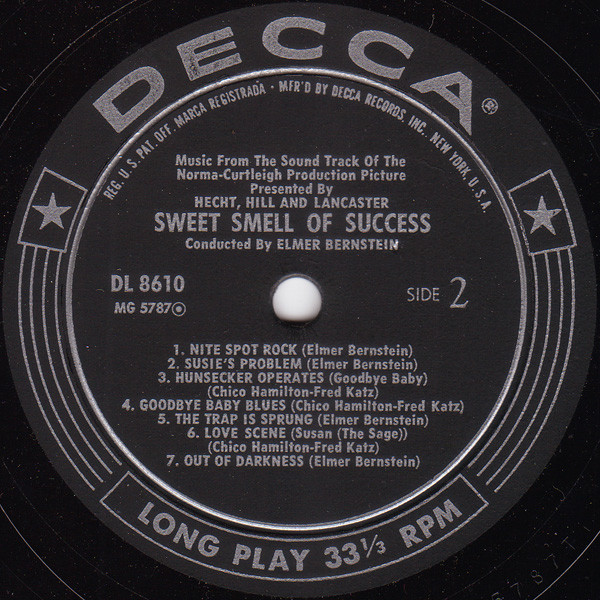 DECCA®
REG. U.S. PAT. OFF. MARCA REGISTRADA · MFR'D BY DECCA RECORDS, INC., NEW YORK, U.S.A.
Music From The Sound Track Of The
Norma-Curtleigh Production Picture
Presented By
HECHT, HILL AND LANCASTER
SWEET SMELL OF SUCCESS
Conducted By ELMER BERNSTEIN
DL 8610
MG 5787
SIDE 2
1. NITE SPOT ROCK (Elmer Bernstein)
2. SUSIE'S PROBLEM (Elmer Bernstein)
3. HUNSECKER OPERATES (Goodbye Baby)
(Chico Hamilton-Fred Katz)
4. GOODBYE BABY BLUES (Chico Hamilton-Fred Katz)
5. THE TRAP IS SPRUNG (Elmer Bernstein)
6. LOVE SCENE (Susan (The Sage))
(Chico Hamilton-Fred Katz)
7. OUT OF DARKNESS (Elmer Bernstein)
LONG PLAY 33⅓ RPM